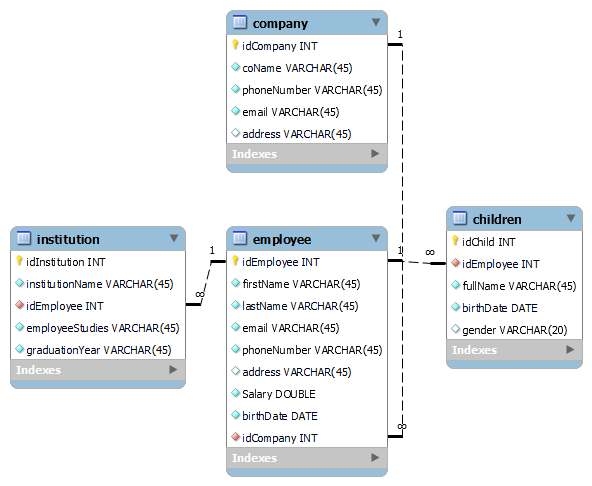 company
idCompany INT
coName VARCHAR(45)
phoneNumber VARCHAR(45)
email VARCHAR(45)
address VARCHAR(45)
Indexes
1
institution
idInstitution INT
institutionName VARCHAR(45)
idEmployee INT
employeeStudies VARCHAR(45)
graduationYear VARCHAR(45)
Indexes
1
∞
employee
idEmployee INT
firstName VARCHAR(45)
lastName VARCHAR(45)
email VARCHAR(45)
phoneNumber VARCHAR(45)
address VARCHAR(45)
Salary DOUBLE
birthDate DATE
idCompany INT
Indexes
1
∞
∞
children
idChild INT
idEmployee INT
fullName VARCHAR(45)
birthDate DATE
gender VARCHAR(20)
Indexes